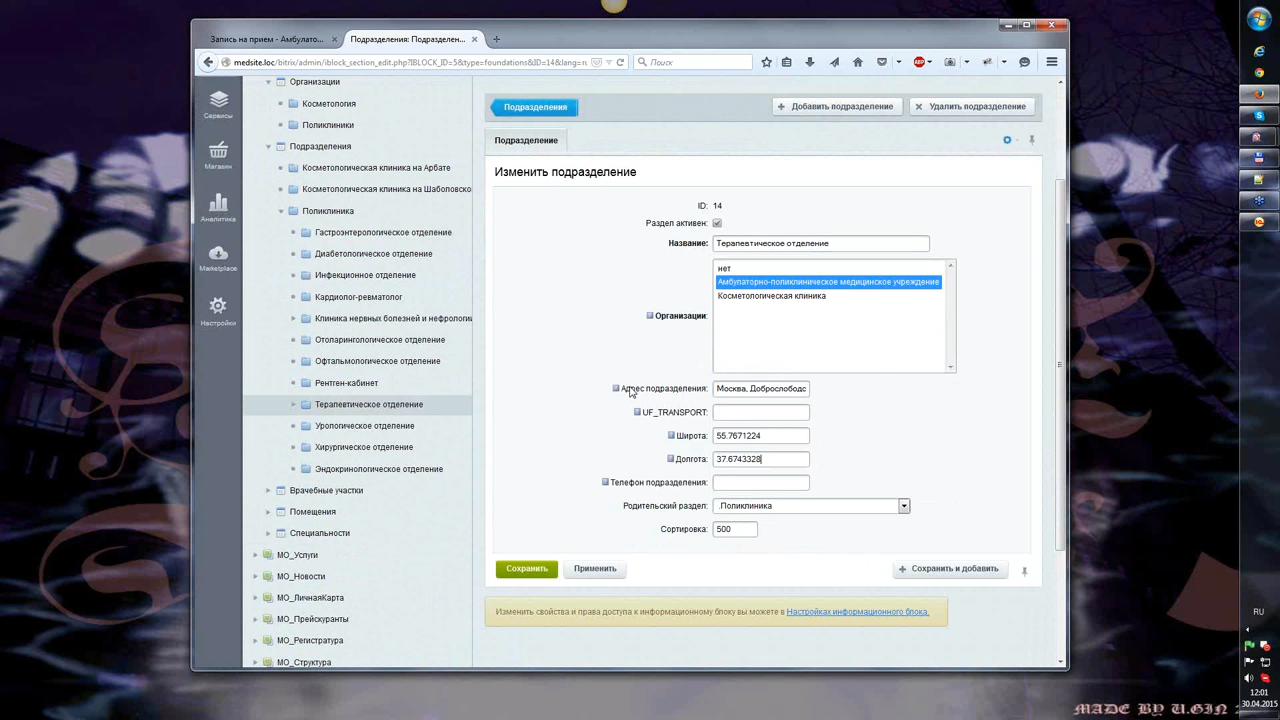 Запись на прием - Амбулато...
Подразделения: Подразделен...
medsite.loc/bitrix/admin/iblock_section_edit.php?IBLOCK_ID=5&type=foundations&ID=14&lang=ru
Поиск
ABP
Сервисы
Магазин
Аналитика
Marketplace
Настройки
Организации
Косметология
Поликлиники
Подразделения
Косметологическая клиника на Арбате
Косметологическая клиника на Шаболовско
Поликлиника
Гастроэнтерологическое отделение
Диабетологическое отделение
Инфекционное отделение
Кардиолог-ревматолог
Клиника нервных болезней и нефрологии
Отоларингологическое отделение
Офтальмологическое отделение
Рентген-кабинет
Терапевтическое отделение
Урологическое отделение
Хирургическое отделение
Эндокринологическое отделение
Врачебные участки
Помещения
Специальности
МО_Услуги
МО_Новости
МО_ЛичнаяКарта
МО_Прейскуранты
МО_Регистратура
МО_Структура
Подразделения
Добавить подразделение
Удалить подразделение
Подразделение
Изменить подразделение
ID: 14
Раздел активен:
Название: Терапевтическое отделение
нет
Амбулаторно-поликлиническое медицинское учреждение
Косметологическая клиника
Организации:
Адрес подразделения: Москва, Доброслободс
UF_TRANSPORT:
Широта: 55.7671224
Долгота: 37.6743328
Телефон подразделения:
Родительский раздел: .Поликлиника
Сортировка: 500
Сохранить
Применить
Сохранить и добавить
Изменить свойства и права доступа к информационному блоку вы можете в Настройках информационного блока.
RU
12:01
30.04.2015
MADE BY U.GIN